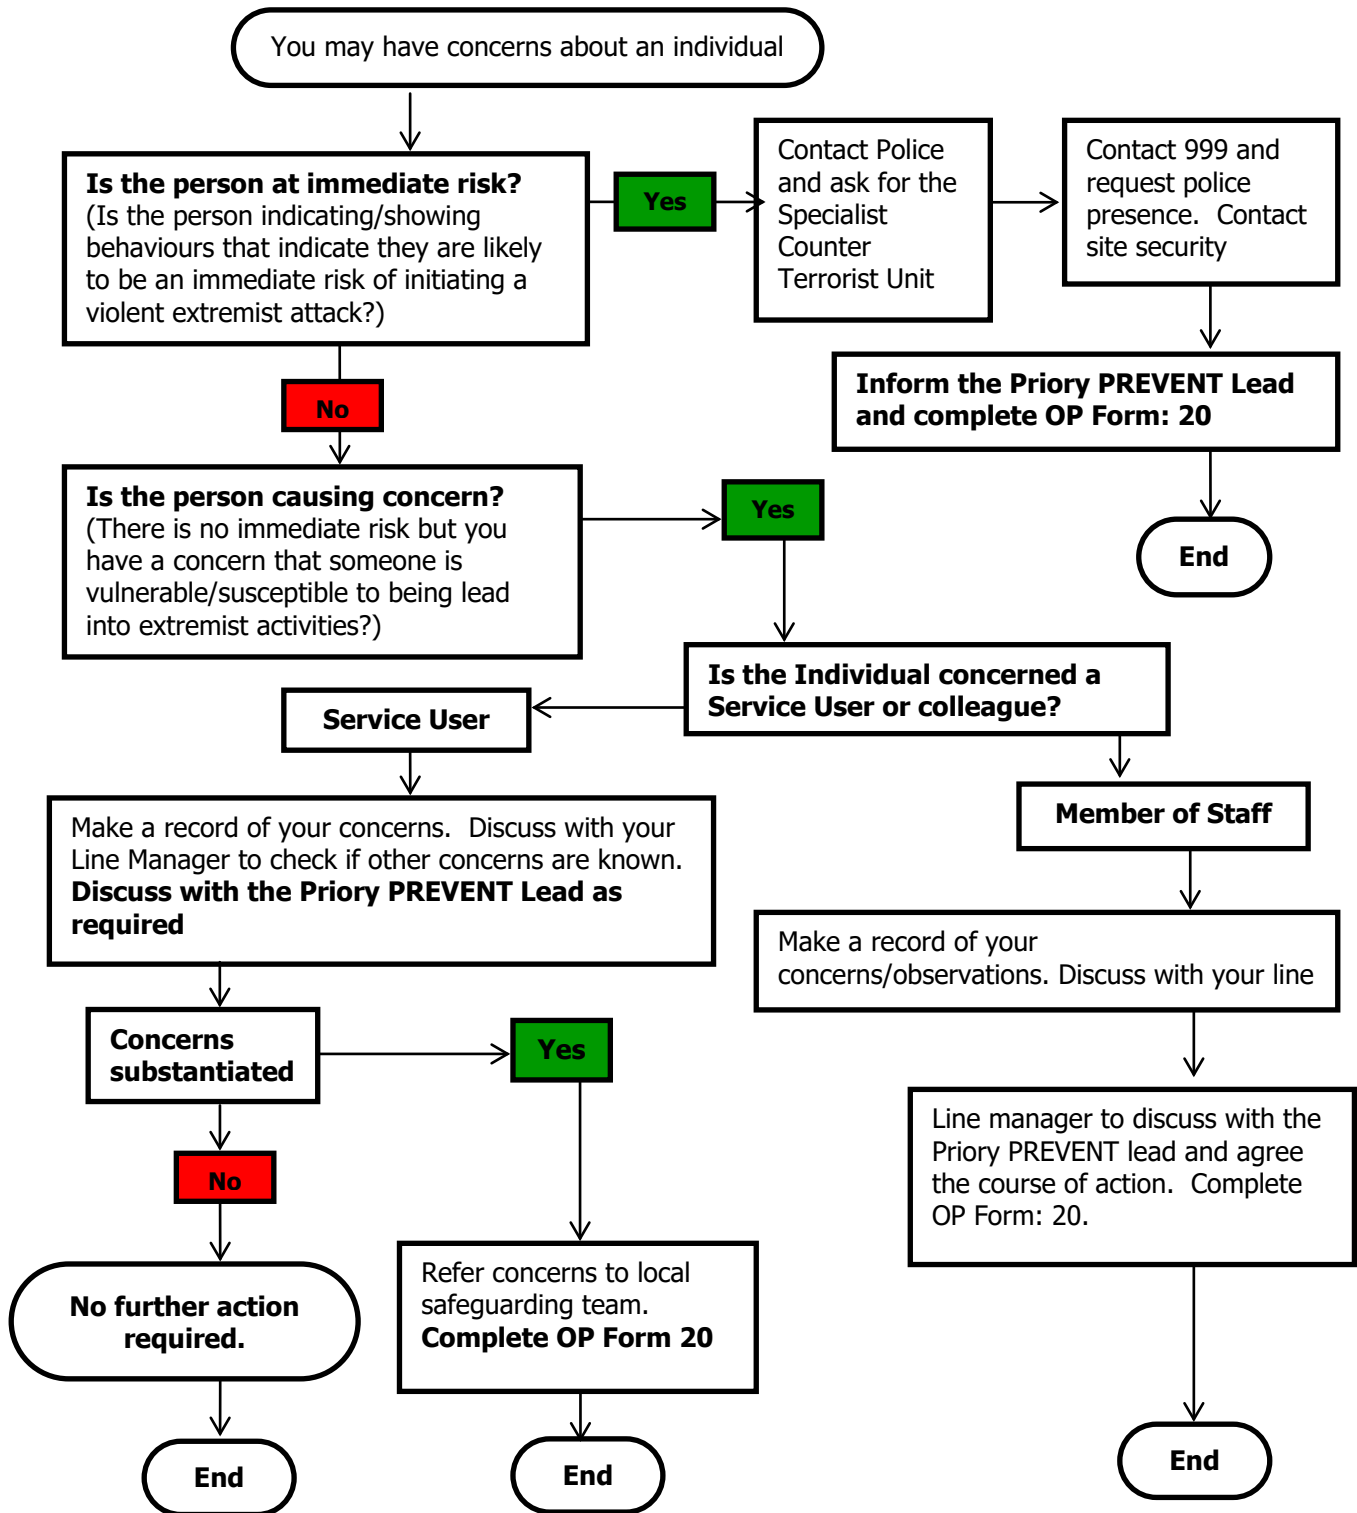 You may have concerns about an individual
Is the person at immediate risk?
(Is the person indicating/showing
behaviours that indicate they are likely
to be an immediate risk of initiating a
violent extremist attack?)
Yes
Contact Police
and ask for the
Specialist
Counter
Terrorist Unit
Contact 999 and
request police
presence.  Contact
site security
Inform the Priory PREVENT Lead
and complete OP Form: 20
End
No
Is the person causing concern?
(There is no immediate risk but you
have a concern that someone is
vulnerable/susceptible to being lead
into extremist activities?)
Yes
Is the Individual concerned a
Service User or colleague?
Service User
Make a record of your concerns.  Discuss with your
Line Manager to check if other concerns are known.
Discuss with the Priory PREVENT Lead as
required
Concerns
substantiated
Yes
No
No further action
required.
End
Refer concerns to local
safeguarding team.
Complete OP Form 20
End
Member of Staff
Make a record of your
concerns/observations. Discuss with your line
Line manager to discuss with the
Priory PREVENT lead and agree
the course of action.  Complete
OP Form: 20.
End